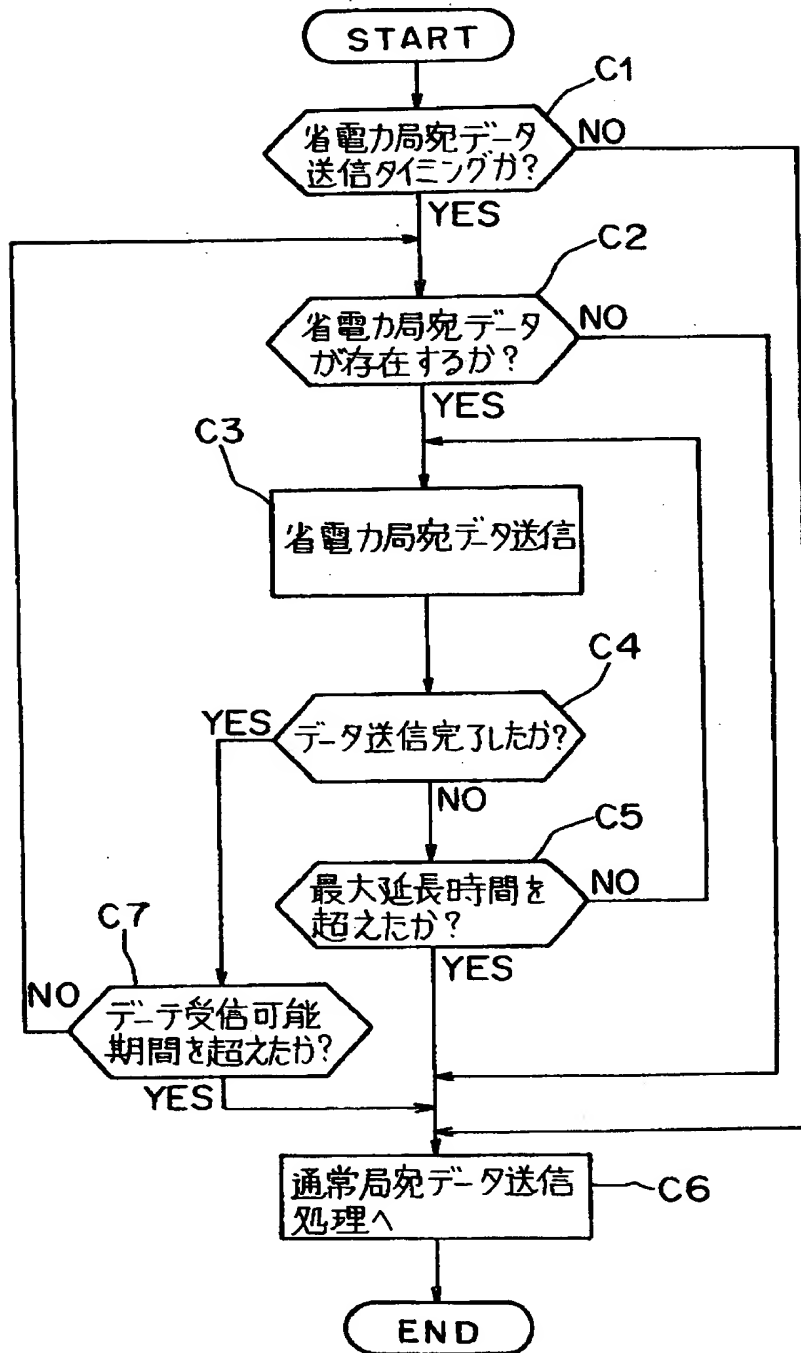 START
C1
省電力局宛データ
送信タイミングか?
NO
YES
C2
省電力局宛データ
が存在するか?
NO
YES
C3
省電力局宛データ送信
C4
データ送信完了したか?
YES
NO
C5
最大延長時間を
超えたか?
NO
YES
C7
データ受信可能
期間を超えたか?
NO
YES
通常局宛データ送信
処理へ
C6
END